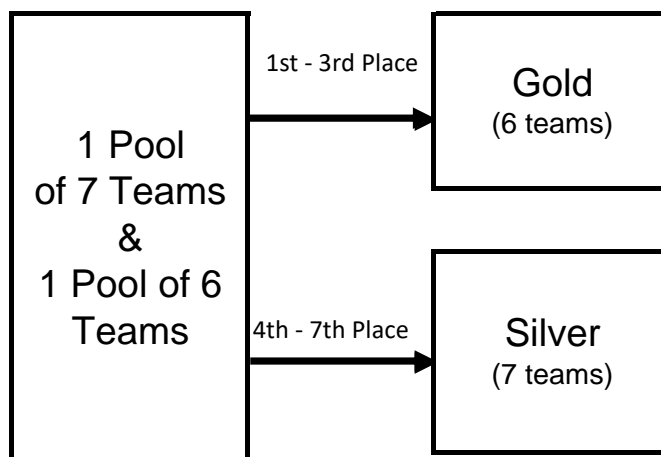 1 Pool
of 7 Teams
&
1 Pool of 6
Teams
1st - 3rd Place
Gold
(6 teams)
4th - 7th Place
Silver
(7 teams)